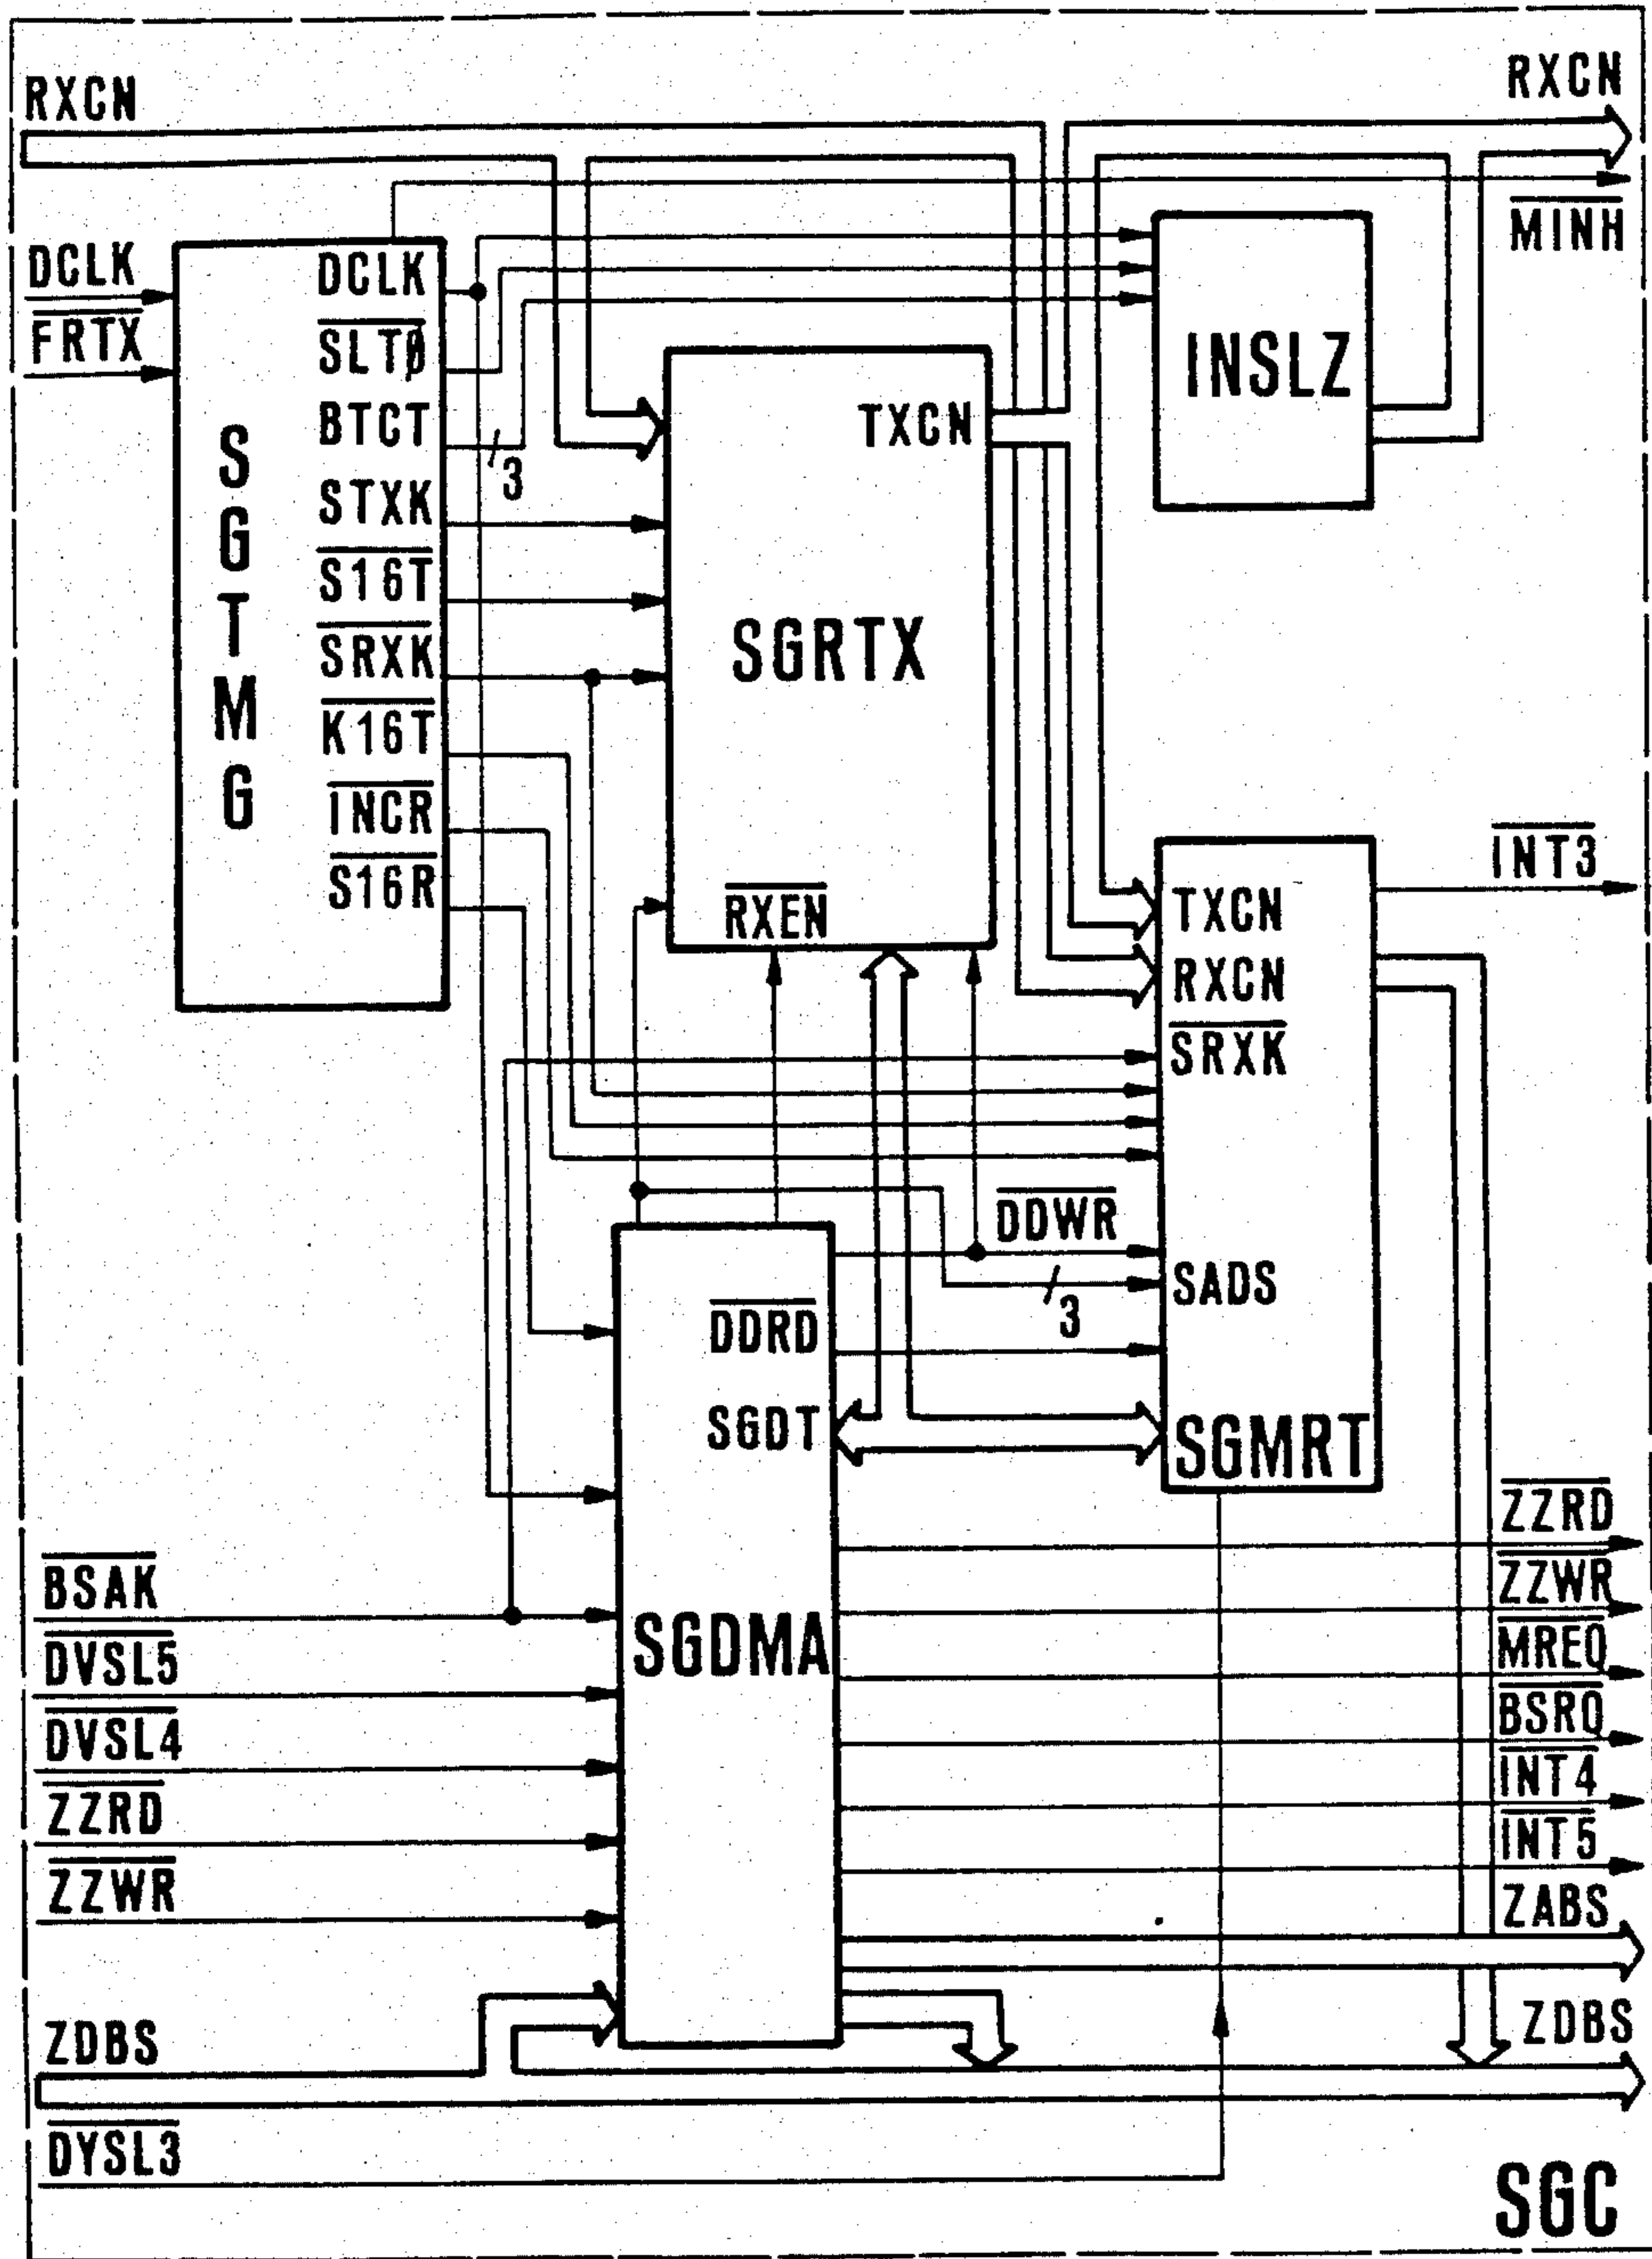 RXCN
RXCN
MINH
DCLK
FRTX
SGTMG
DCLK
SLTØ
BTCT
3
STXK
S16T
SRXK
K16T
INCR
S16R
TXCN
SGRTX
RXEN
INSLZ
INT3
TXCN
RXCN
SRXK
DDWR
SADS
3
SGMRT
DDRD
SGDT
SGDMA
BSAK
DVSL5
DVSL4
ZZRD
ZZWR
ZDBS
DYSL3
ZZRD
ZZWR
MREQ
BSRQ
INT4
INT5
ZABS
ZDBS
SGC